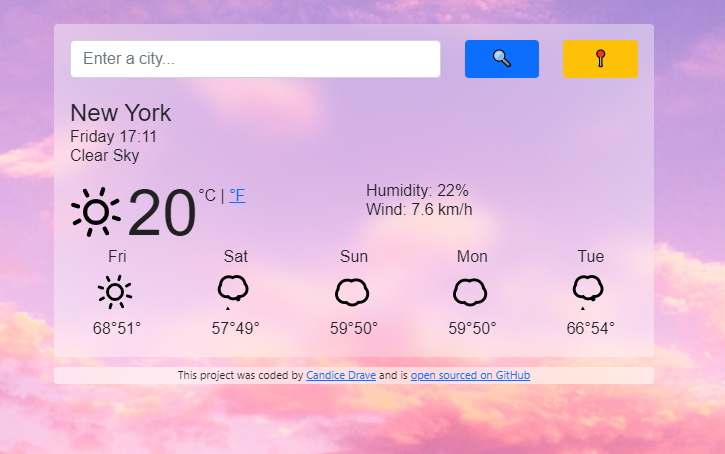 Enter a city...
New York
Friday 17:11
Clear Sky
20 °C | °F
Humidity: 22%
Wind: 7.6 km/h
Fri Sat Sun Mon Tue
68°51° 57°49° 59°50° 59°50° 66°54°
This project was coded by Candice Drave and is open sourced on GitHub